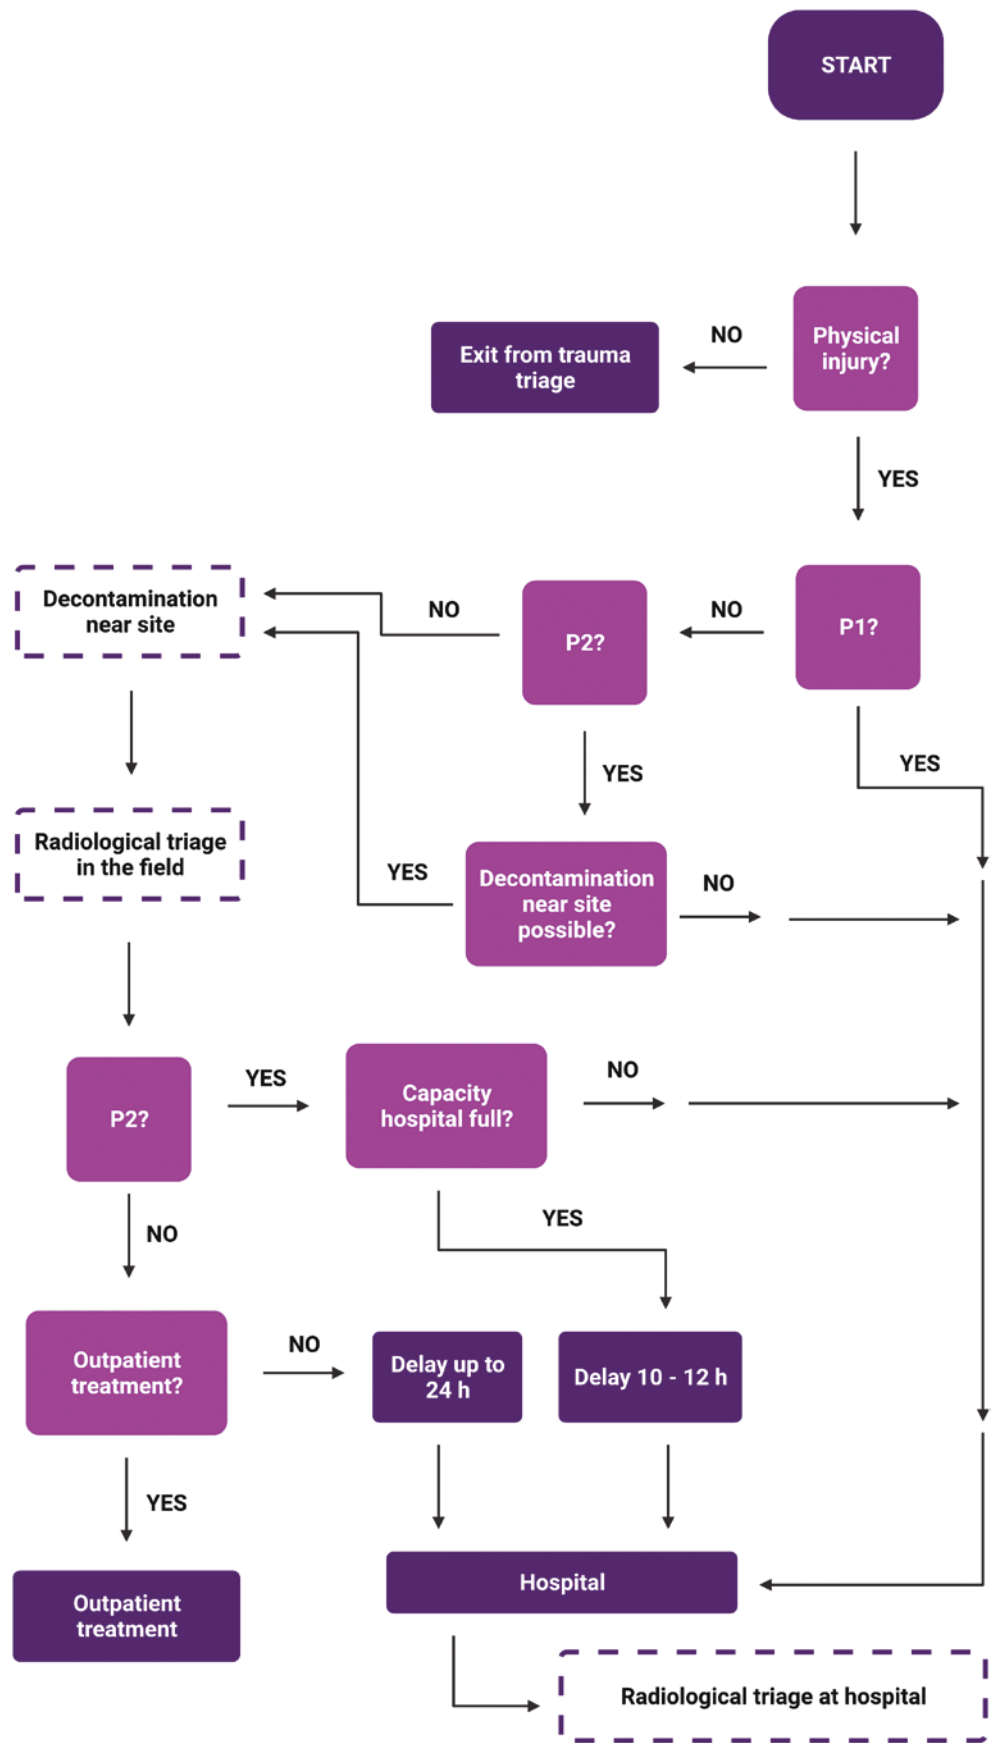 START
Physical
injury?
NO
Exit from trauma
triage
YES
P1?
NO
P2?
NO
Decontamination
near site
YES
YES
Decontamination
near site
possible?
YES
NO
Radiological triage
in the field
P2?
YES
Capacity
hospital full?
NO
YES
NO
Outpatient
treatment?
NO
Delay up to
24 h
Delay 10 - 12 h
YES
Outpatient
treatment
Hospital
Radiological triage at hospital